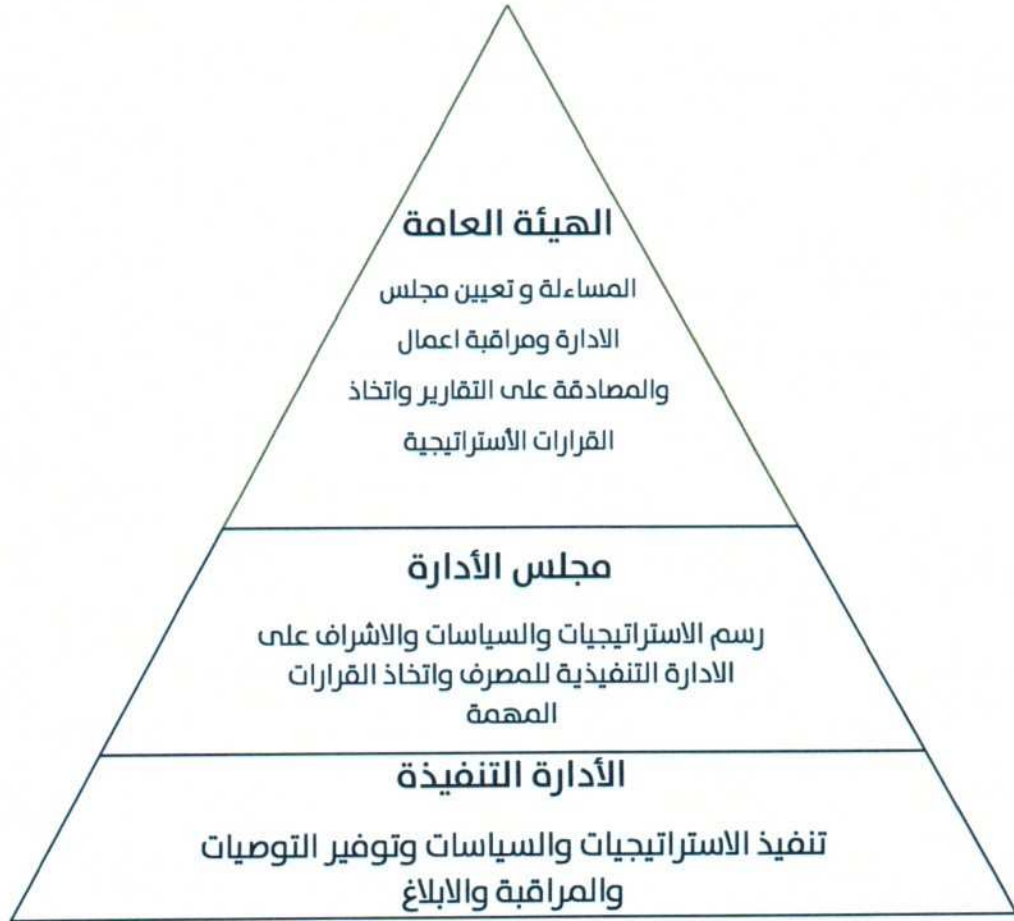 الهيئة العامة
المساءلة و تعيين مجلس
الادارة ومراقبة اعمال
والمصادقة على التقارير واتخاذ
القرارات الأستراتيجية
مجلس الأدارة
رسم الاستراتيجيات والسياسات والاشراف على
الادارة التنفيذية للمصرف واتخاذ القرارات
المهمة
الأدارة التنفيذة
تنفيذ الاستراتيجيات والسياسات وتوفير التوصيات
والمراقبة والابلاغ